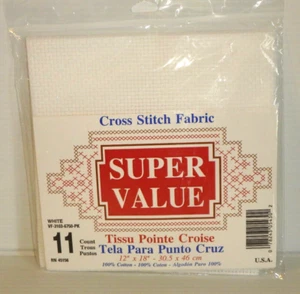 Cross Stitch Fabric
SUPER
VALUE
WHITE
11 Count
Trous
Puntos
Tissu Pointe Croise
Tela Para Punto Cruz
12" x 18" - 30.5 x 46 cm
100% Cotton - 100% Coton - Algodón Puro 100%
U.S.A.